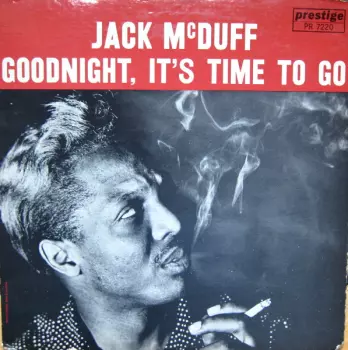 prestige
PR 7220
JACK McDUFF
GOODNIGHT, IT'S TIME TO GO